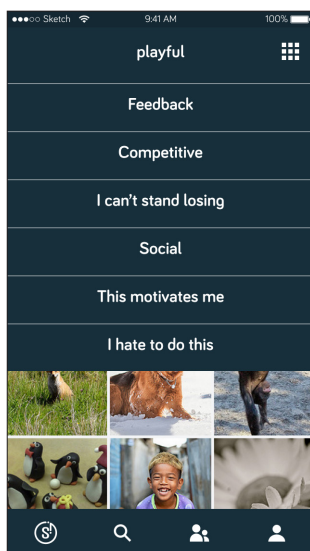 Sketch 9:41 AM 100%
playful
Feedback
Competitive
I can't stand losing
Social
This motivates me
I hate to do this
S!